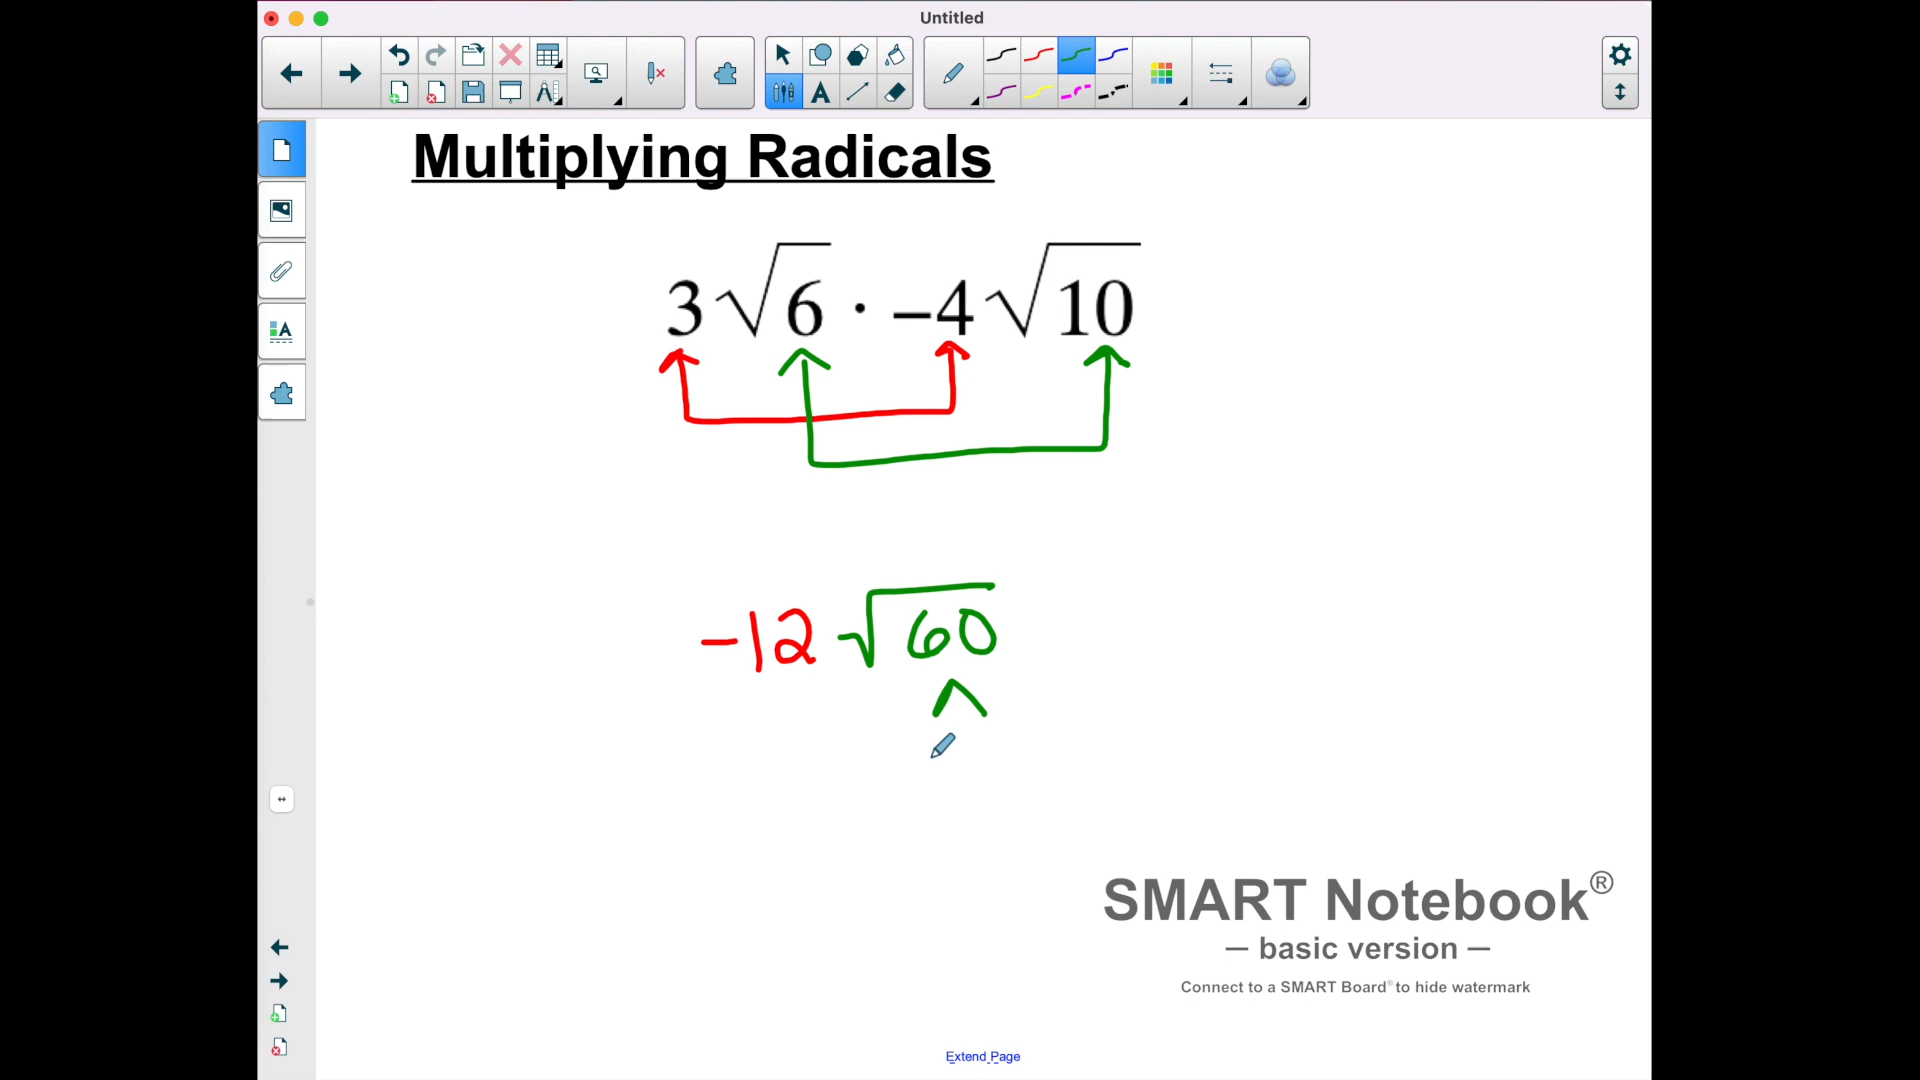 Untitled
Multiplying Radicals
3√6 · −4√10
-12√60
SMART Notebook®
— basic version —
Connect to a SMART Board® to hide watermark
Extend Page